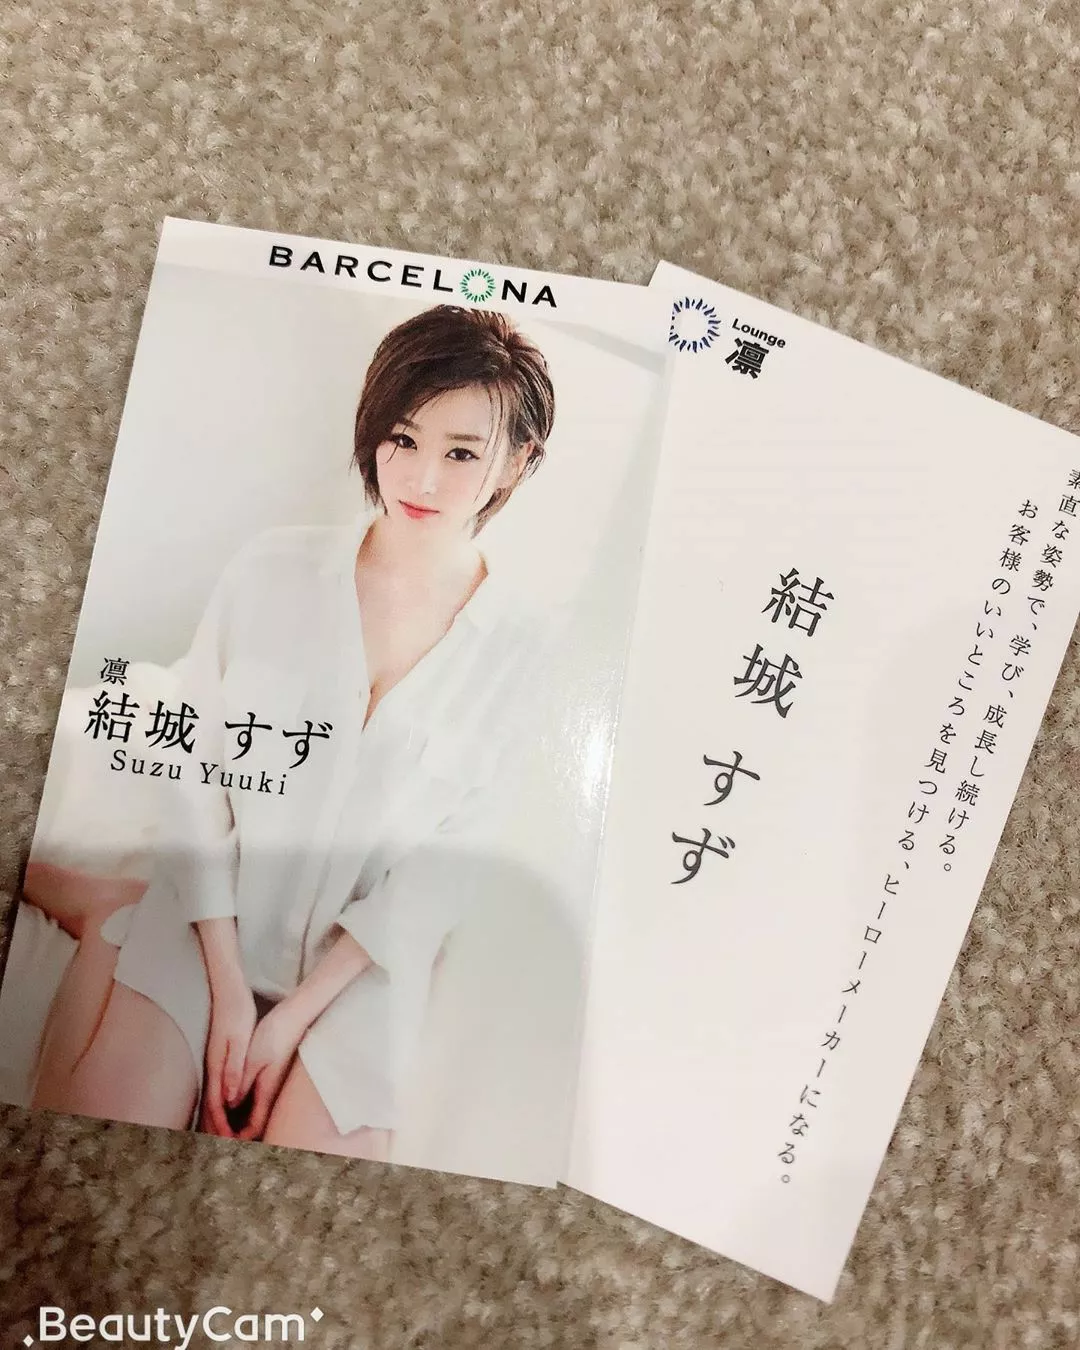 BARCELONA
凛
結城 すず
Suzu Yuuki
Lounge
凛
結城 すず
素直な姿勢で、学び、成長し続ける。
お客様のいいところを見つける、ヒーローメーカーになる。
BeautyCam